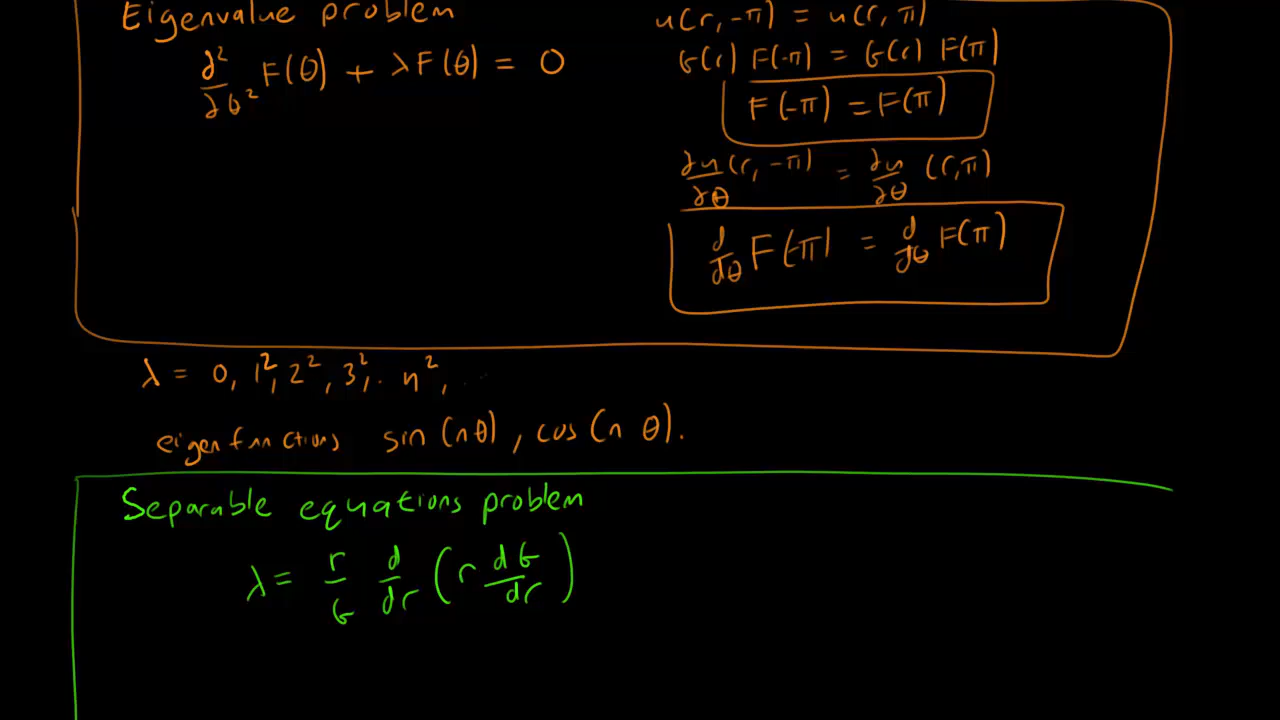 Eigenvalue problem
∂²/∂θ² F(θ) + λF(θ) = 0
u(r,-π) = u(r,π)
G(r) F(-π) = G(r) F(π)
F(-π) = F(π)
∂u/∂θ (r,-π) = ∂u/∂θ (r,π)
d/dθ F(-π) = d/dθ F(π)
λ = 0, 1², 2², 3², . n², ...
eigenfunctions sin(nθ), cos(n θ).
Separable equations problem
λ = r/G d/dr (r dG/dr)